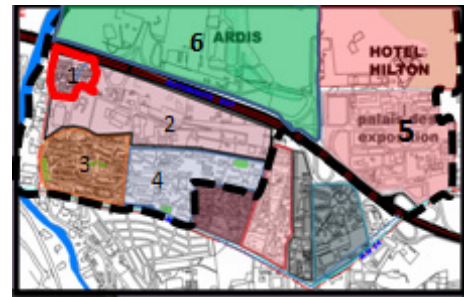 6 ARDIS
1
HOTEL
HILTON
2
palais des
exposition
5
3
4